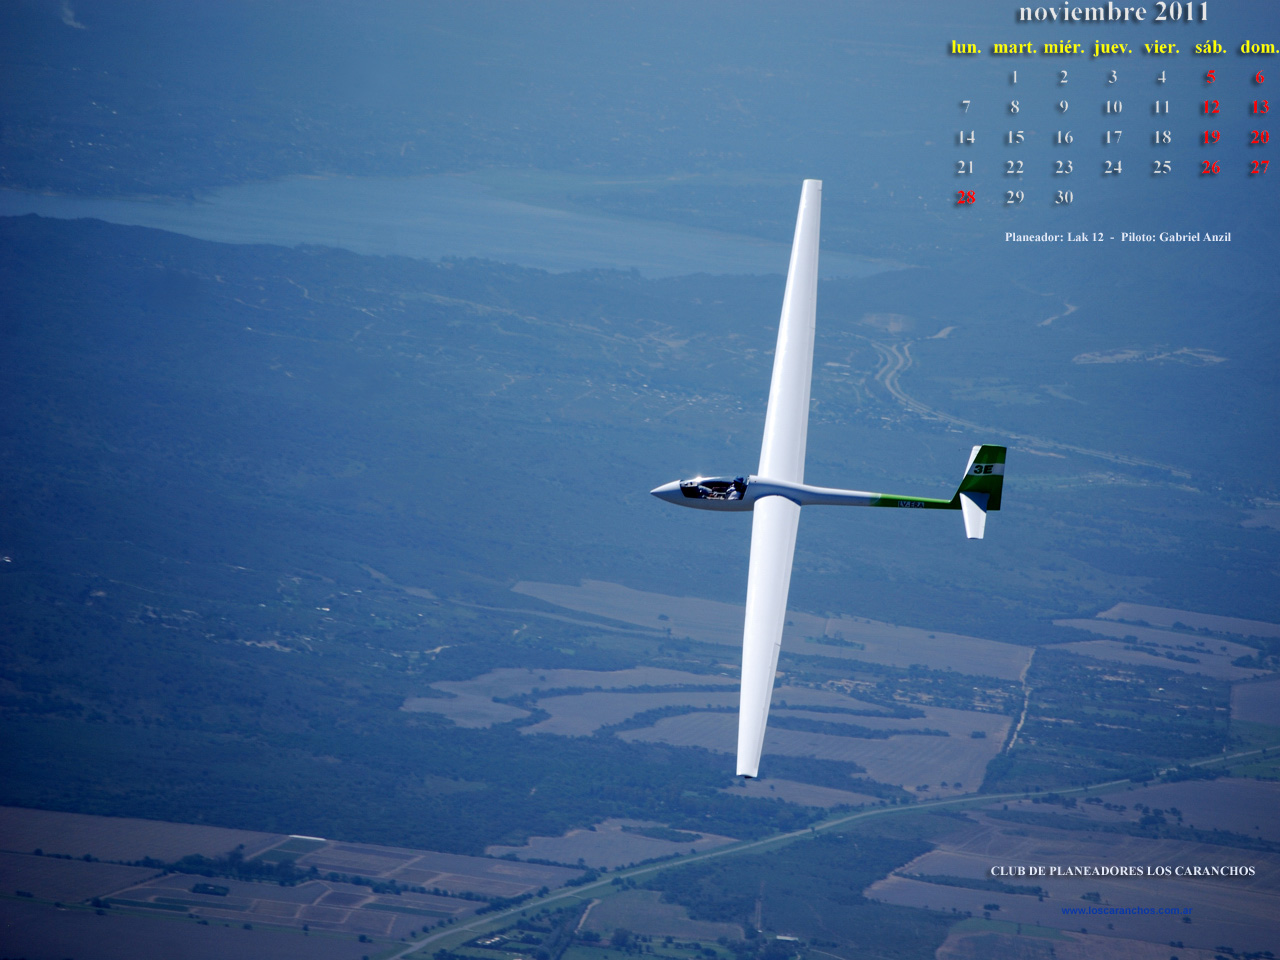 noviembre 2011
lun. mart. miér. juev. vier. sáb. dom.
1 2 3 4 5 6
7 8 9 10 11 12 13
14 15 16 17 18 19 20
21 22 23 24 25 26 27
28 29 30
Planeador: Lak 12 - Piloto: Gabriel Anzil
3E
CLUB DE PLANEADORES LOS CARANCHOS
www.loscaranchos.com.ar